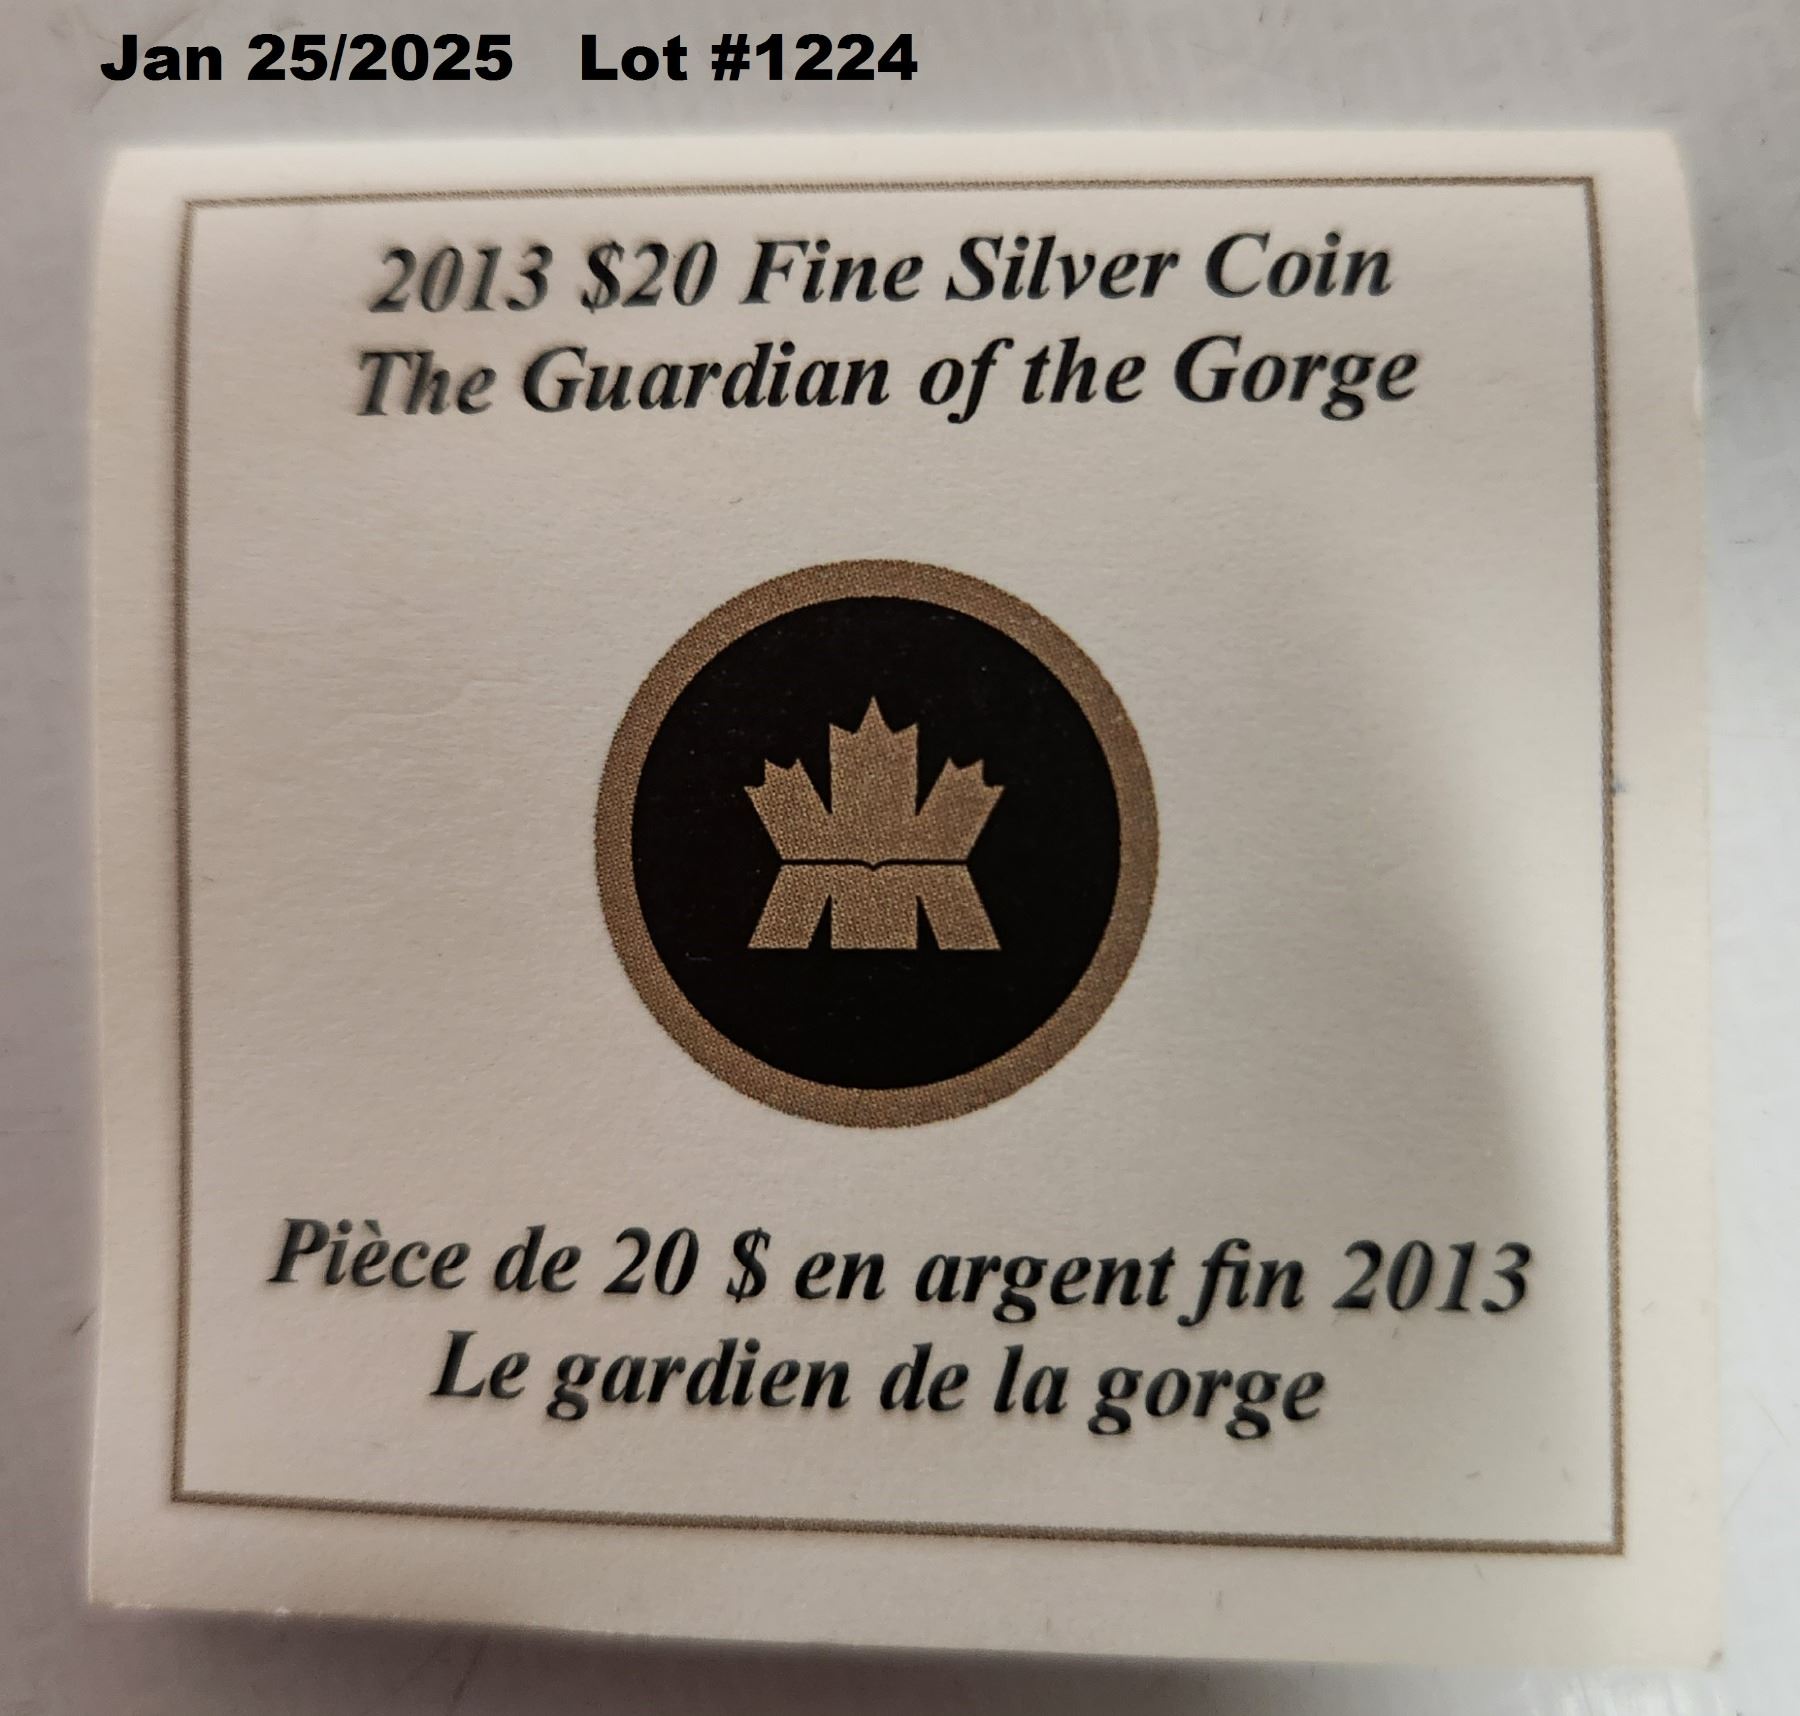 Jan 25/2025 Lot #1224
2013 $20 Fine Silver Coin
The Guardian of the Gorge
Pièce de 20 $ en argent fin 2013
Le gardien de la gorge